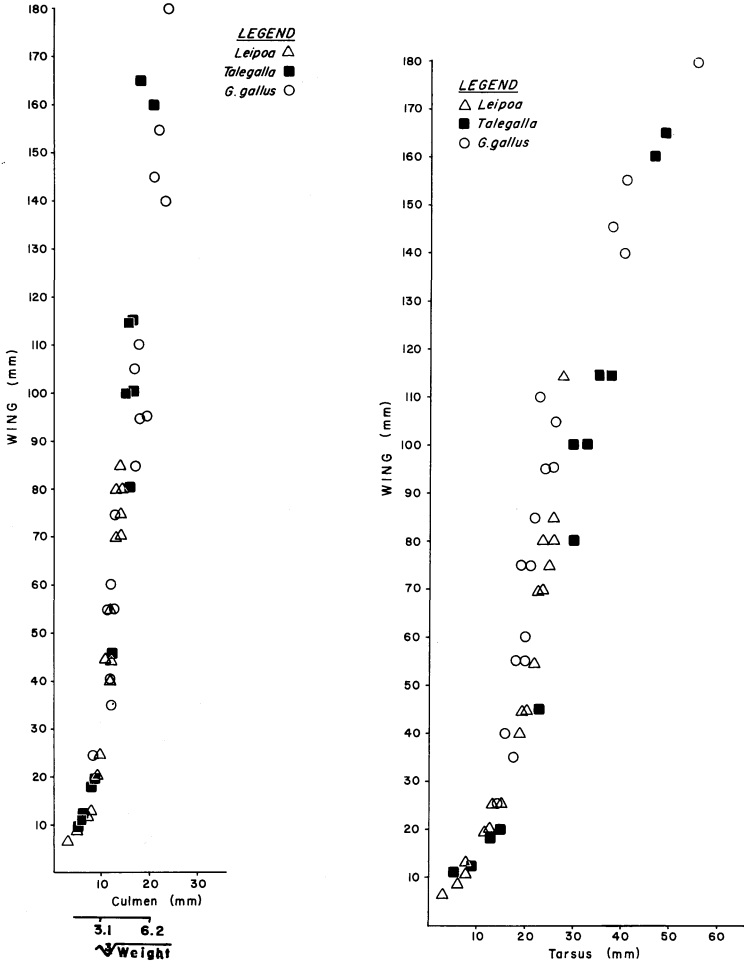 LEGEND
Leipoa
Talegalla
G. gallus
WING (mm)
180
170
160
150
140
130
120
110
100
90
80
70
60
50
40
30
20
10
10 20 30
Culmen (mm)
3.1 6.2
∛Weight
LEGEND
Leipoa
Talegalla
G. gallus
WING (mm)
180
170
160
150
140
130
120
110
100
90
80
70
60
50
40
30
20
10
10 20 30 40 50 60
Tarsus (mm)